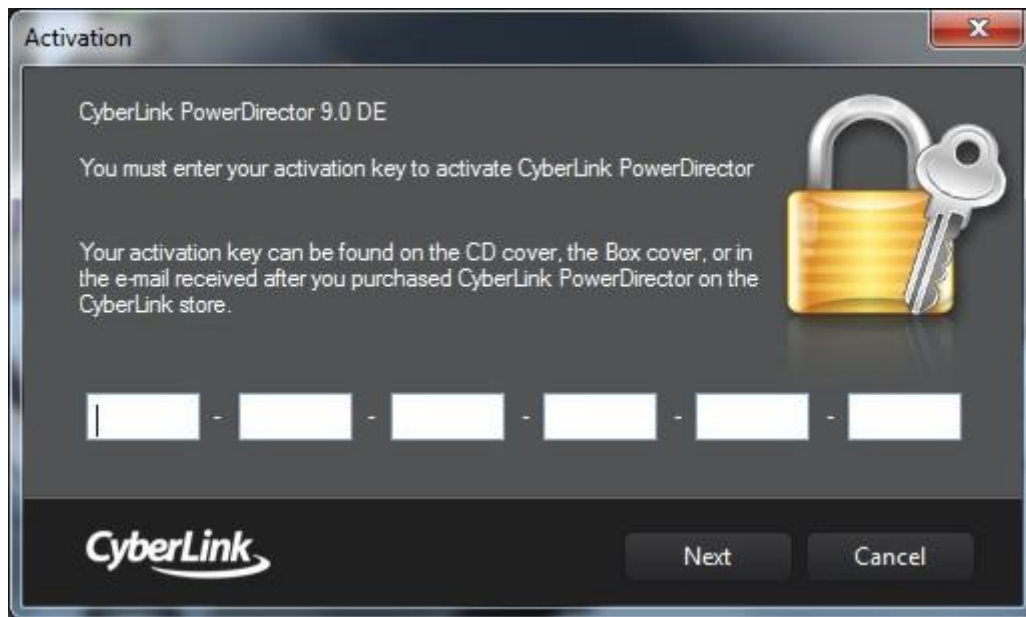 Activation
CyberLink PowerDirector 9.0 DE
You must enter your activation key to activate CyberLink PowerDirector
Your activation key can be found on the CD cover, the Box cover, or in
the e-mail received after you purchased CyberLink PowerDirector on the
CyberLink store.
- - - - -
CyberLink
Next
Cancel